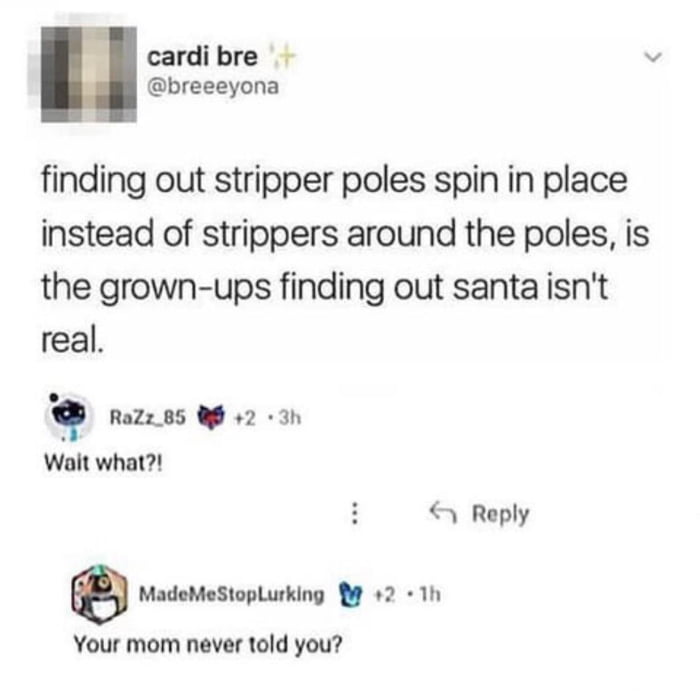 cardi bre
@breeeyona
finding out stripper poles spin in place
instead of strippers around the poles, is
the grown-ups finding out santa isn't
real.
RaZz_85 +2 · 3h
Wait what?!
Reply
MadeMeStopLurking +2 · 1h
Your mom never told you?